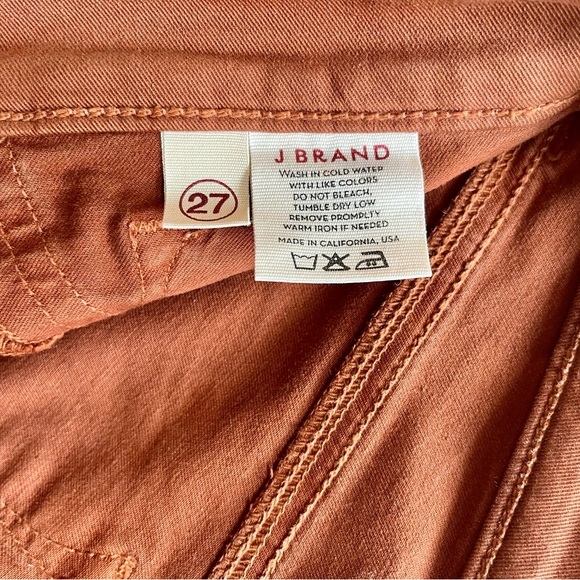 27
J BRAND
WASH IN COLD WATER
WITH LIKE COLORS
DO NOT BLEACH,
TUMBLE DRY LOW
REMOVE PROMPLTY
WARM IRON IF NEEDED
MADE IN CALIFORNIA, USA